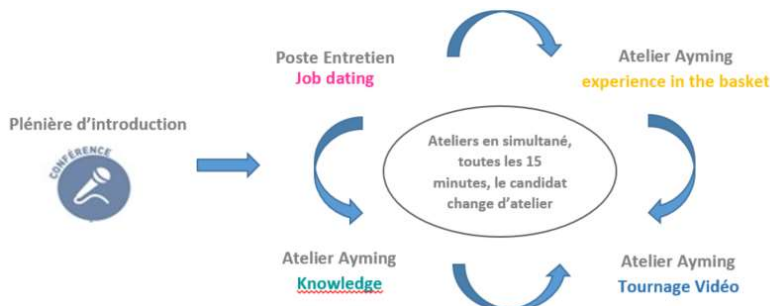 Plénière d'introduction
CONFÉRENCE
Poste Entretien
Job dating
Atelier Ayming
experience in the basket
Ateliers en simultané,
toutes les 15
minutes, le candidat
change d'atelier
Atelier Ayming
Knowledge
Atelier Ayming
Tournage Vidéo